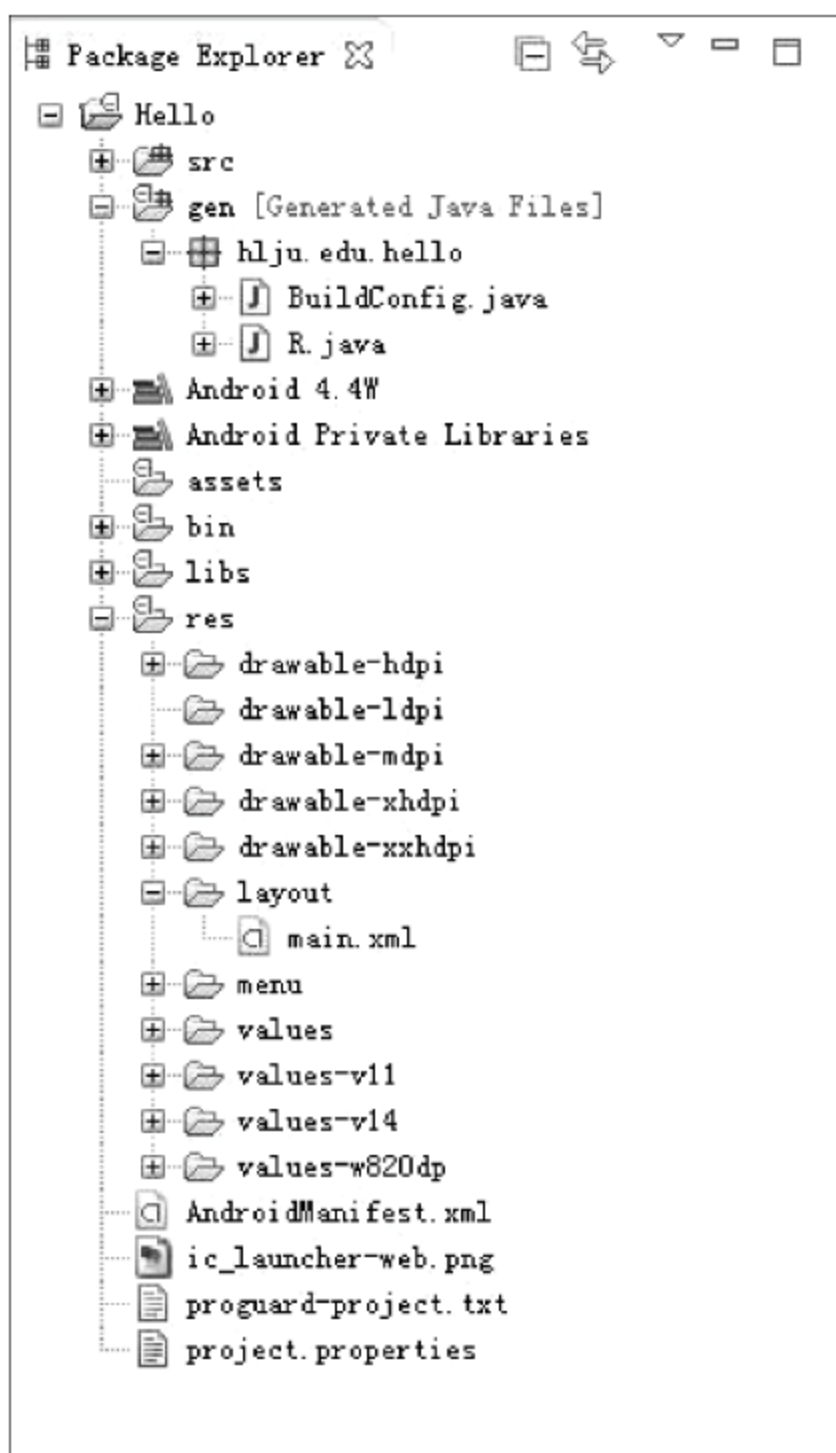 Package Explorer
Hello
src
gen [Generated Java Files]
hlju.edu.hello
BuildConfig.java
R.java
Android 4.4W
Android Private Libraries
assets
bin
libs
res
drawable-hdpi
drawable-ldpi
drawable-mdpi
drawable-xhdpi
drawable-xxhdpi
layout
main.xml
menu
values
values-v11
values-v14
values-w820dp
AndroidManifest.xml
ic_launcher-web.png
proguard-project.txt
project.properties